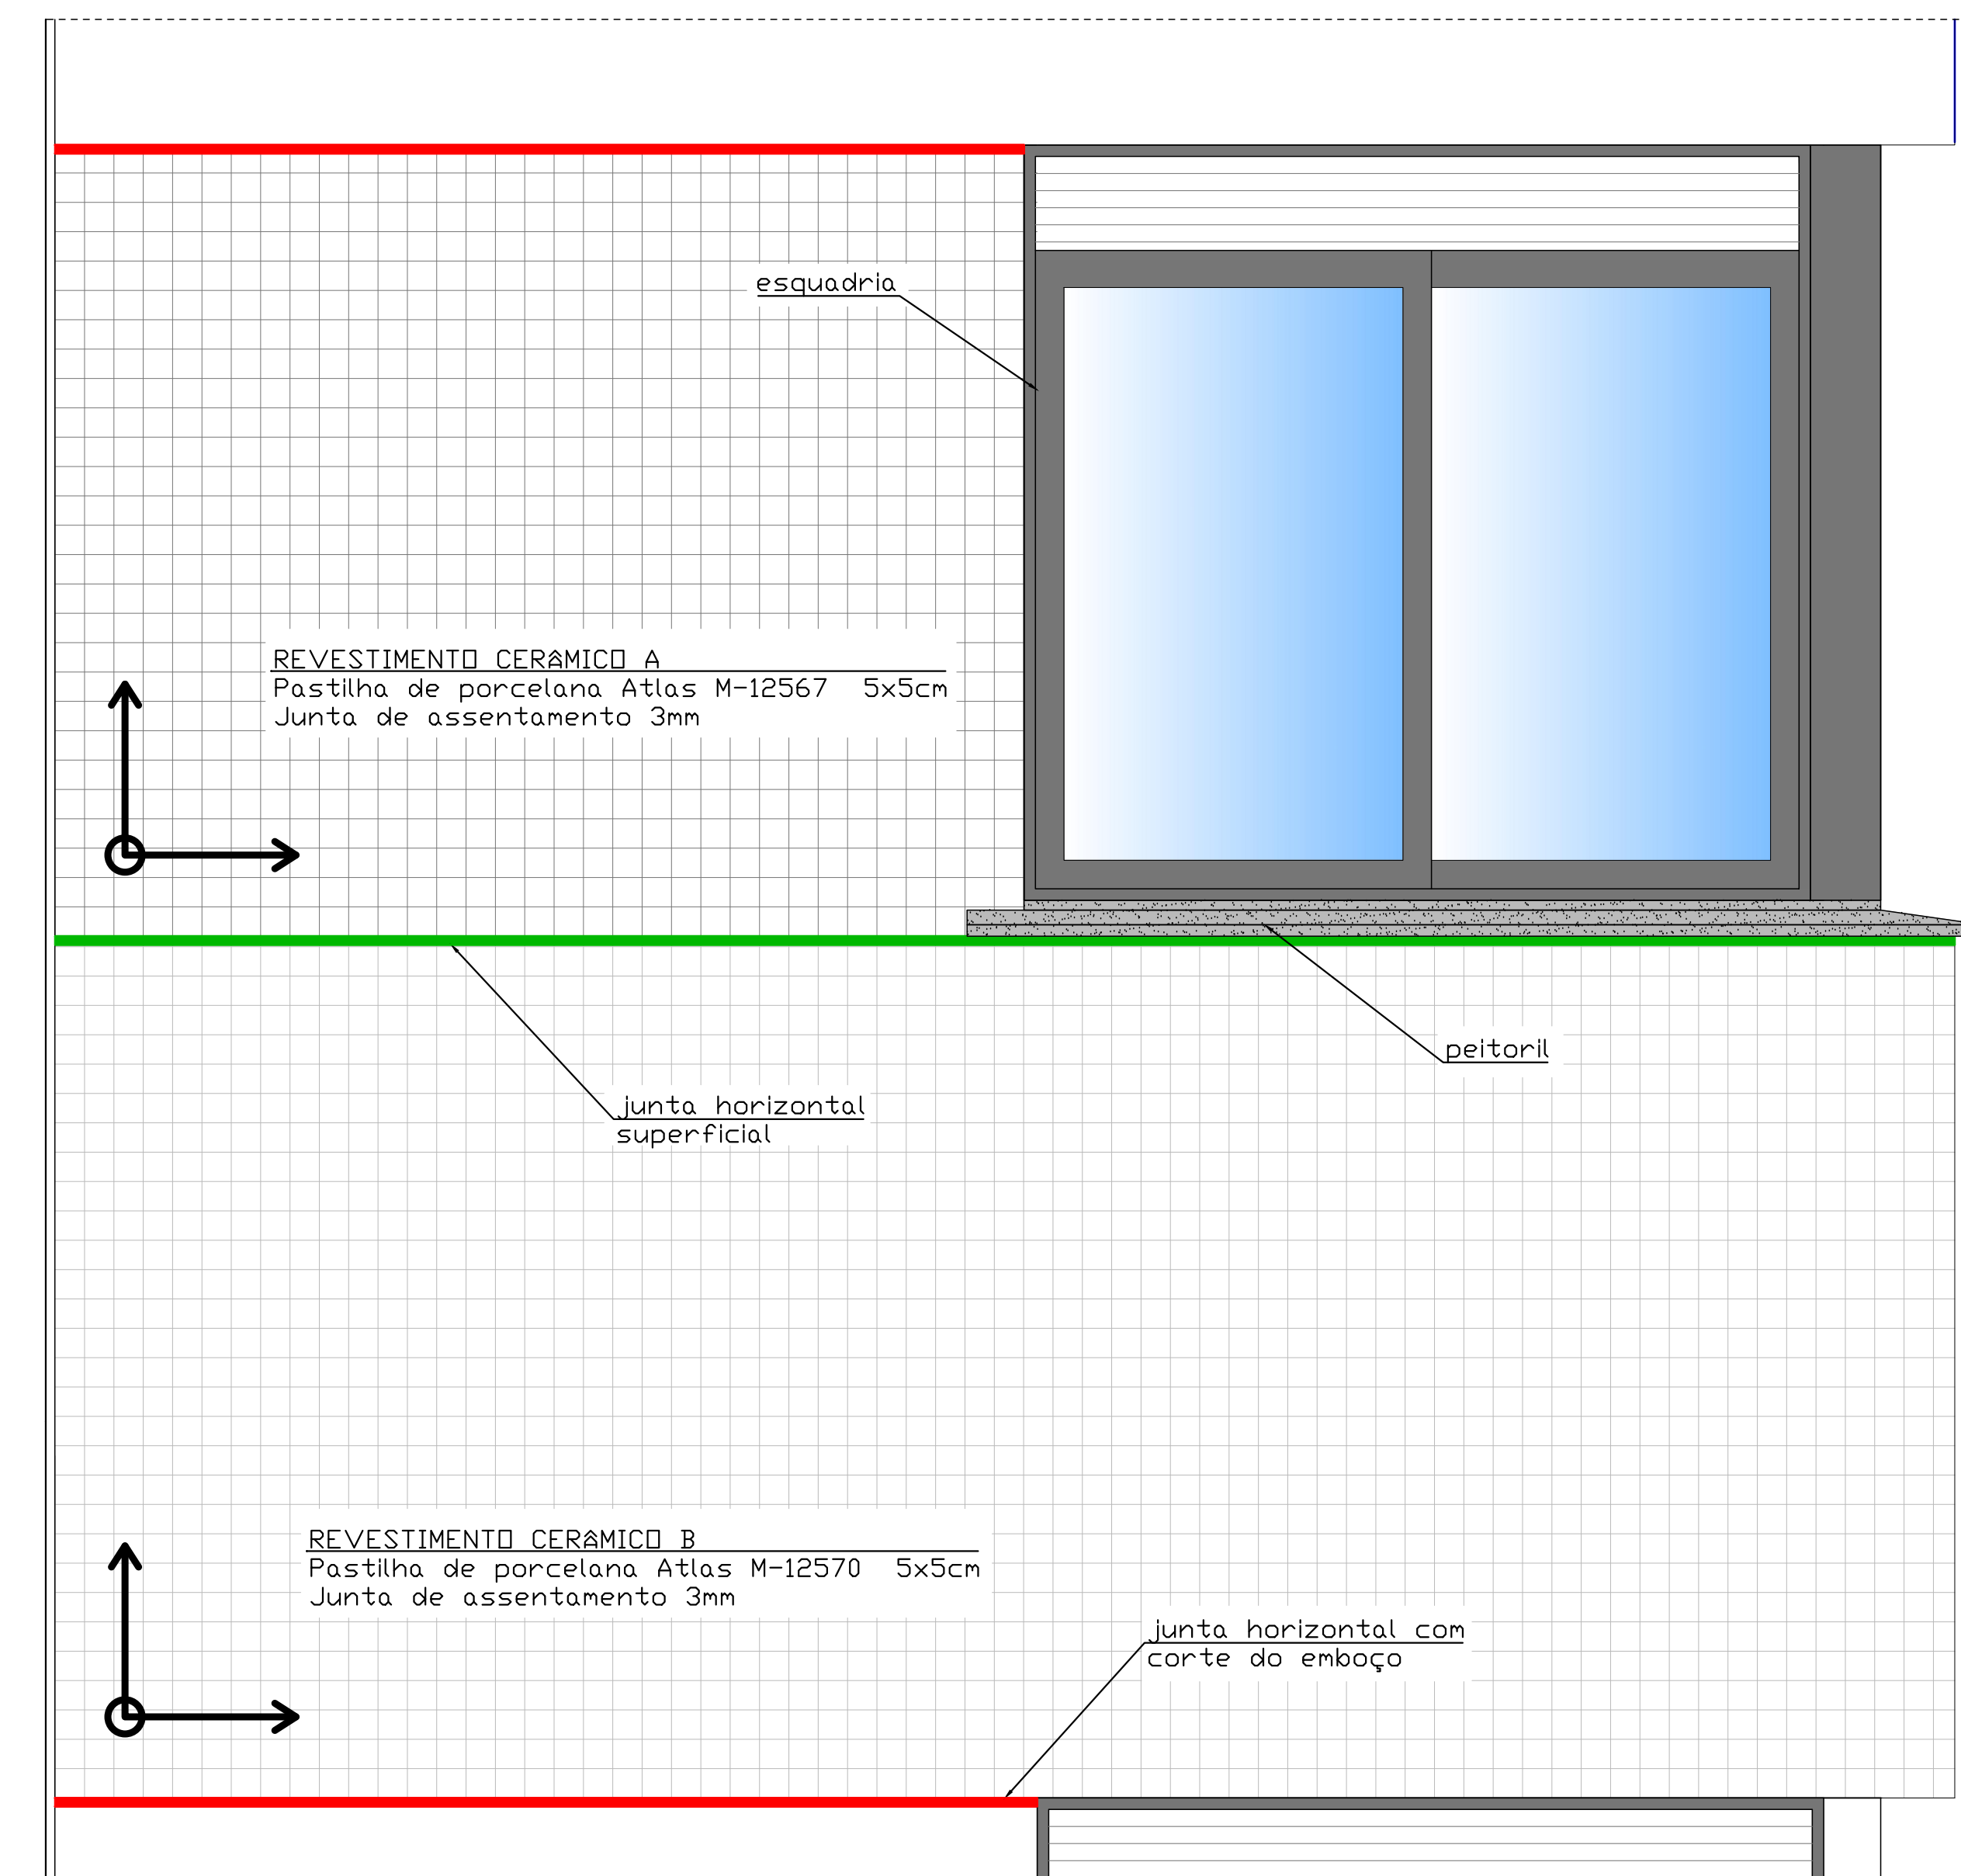 esquadria
REVESTIMENTO CERÂMICO A
Pastilha de porcelana Atlas M-12567 5x5cm
Junta de assentamento 3mm
peitoril
junta horizontal
superficial
REVESTIMENTO CERÂMICO B
Pastilha de porcelana Atlas M-12570 5x5cm
Junta de assentamento 3mm
junta horizontal com
corte do emboço